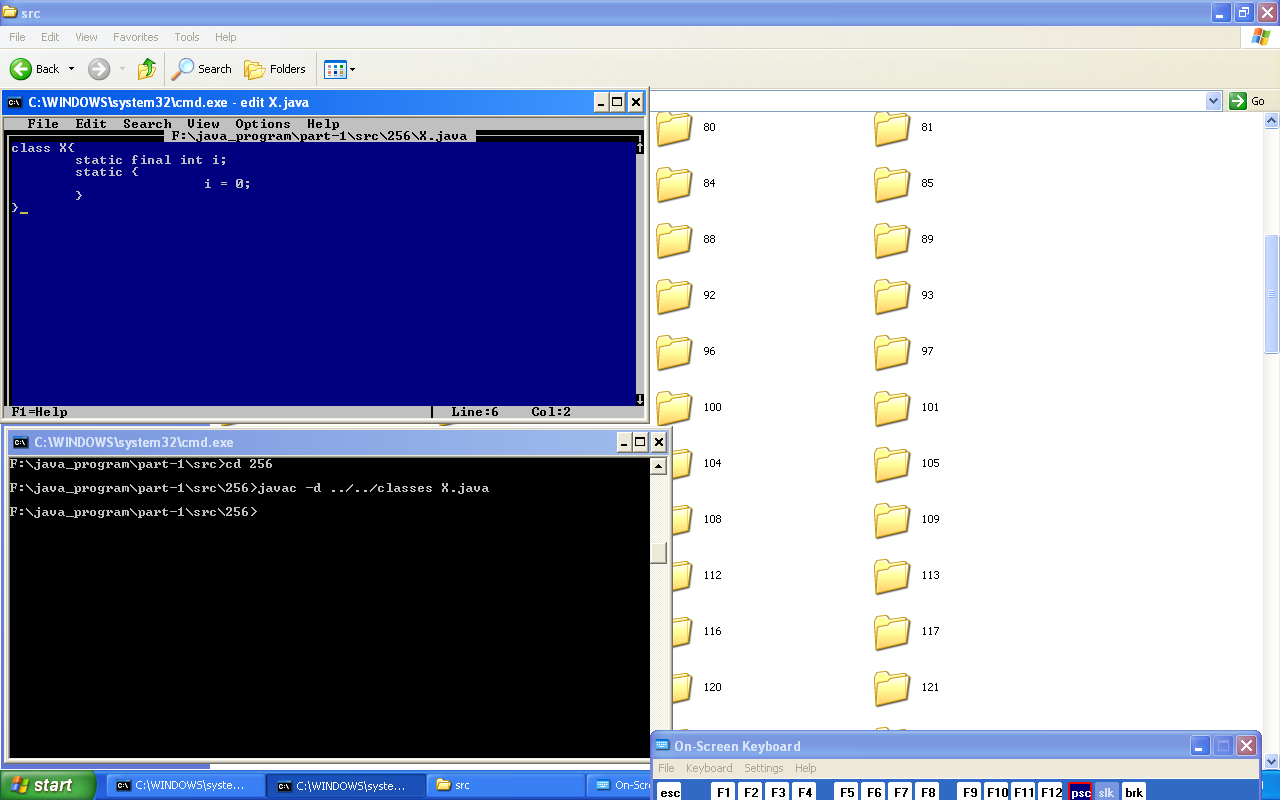 src
File Edit View Favorites Tools Help
Back Search Folders
Go
C:\WINDOWS\system32\cmd.exe - edit X.java
File Edit Search View Options Help
F:\java_program\part-1\src\256\X.java
class X{
static final int i;
static {
i = 0;
}
}
F1=Help Line:6 Col:2
C:\WINDOWS\system32\cmd.exe
F:\java_program\part-1\src>cd 256
F:\java_program\part-1\src\256>javac -d ../../classes X.java
F:\java_program\part-1\src\256>
80 81
84 85
88 89
92 93
96 97
100 101
104 105
108 109
112 113
116 117
120 121
On-Screen Keyboard
File Keyboard Settings Help
esc F1 F2 F3 F4 F5 F6 F7 F8 F9 F10 F11 F12 psc slk brk
start C:\WINDOWS\syste... C:\WINDOWS\syste... src On-Sc